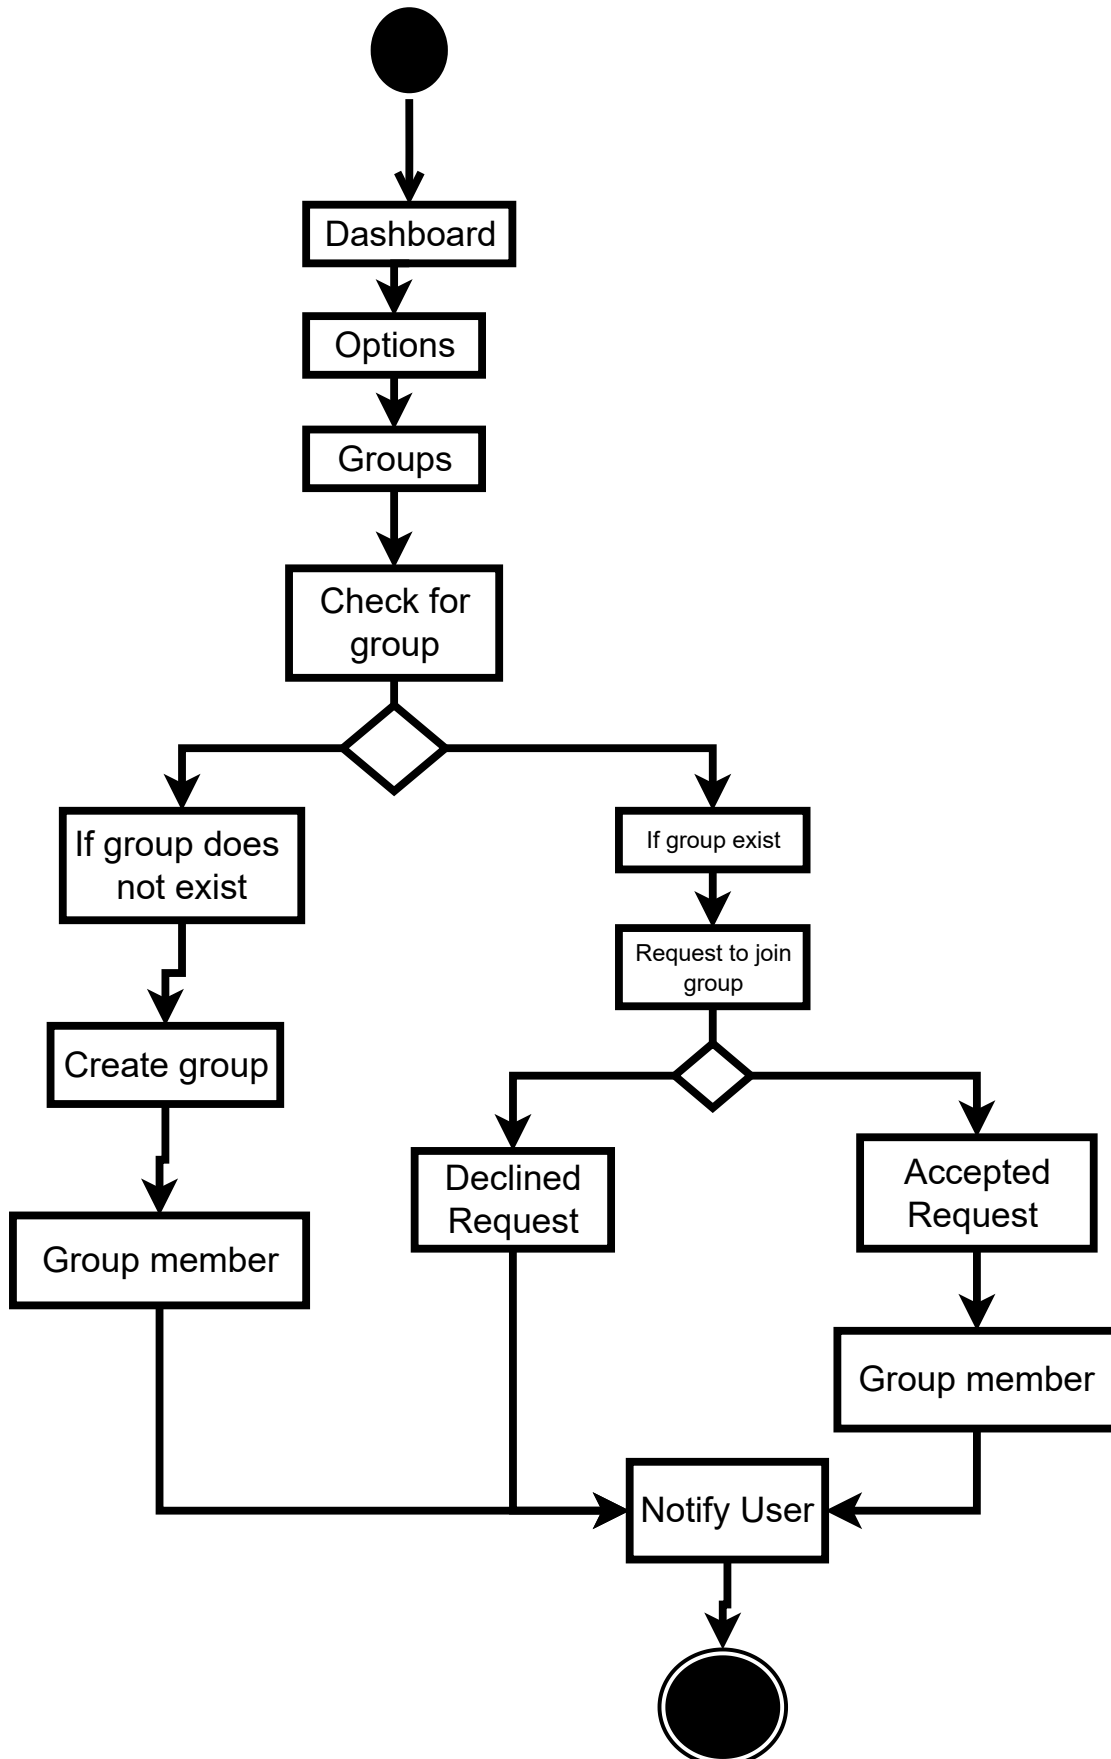 Dashboard
Options
Groups
Check for
group
If group does
not exist
If group exist
Request to join
group
Create group
Declined
Request
Accepted
Request
Group member
Group member
Notify User